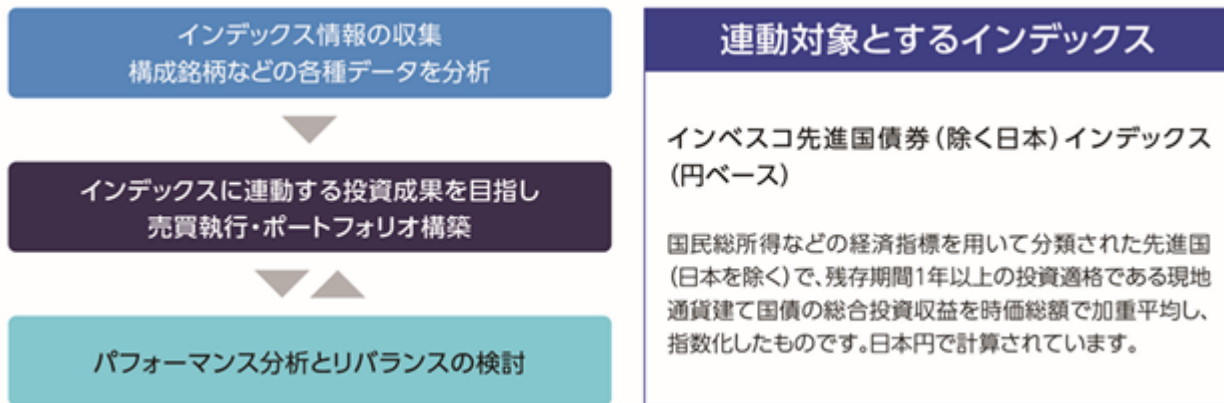 インデックス情報の収集
構成銘柄などの各種データを分析
インデックスに連動する投資成果を目指し
売買執行・ポートフォリオ構築
パフォーマンス分析とリバランスの検討
連動対象とするインデックス
インベスコ先進国債券(除く日本)インデックス
(円ベース)
国民総所得などの経済指標を用いて分類された先進国
(日本を除く)で、残存期間1年以上の投資適格である現地
通貨建て国債の総合投資収益を時価総額で加重平均し、
指数化したものです。日本円で計算されています。